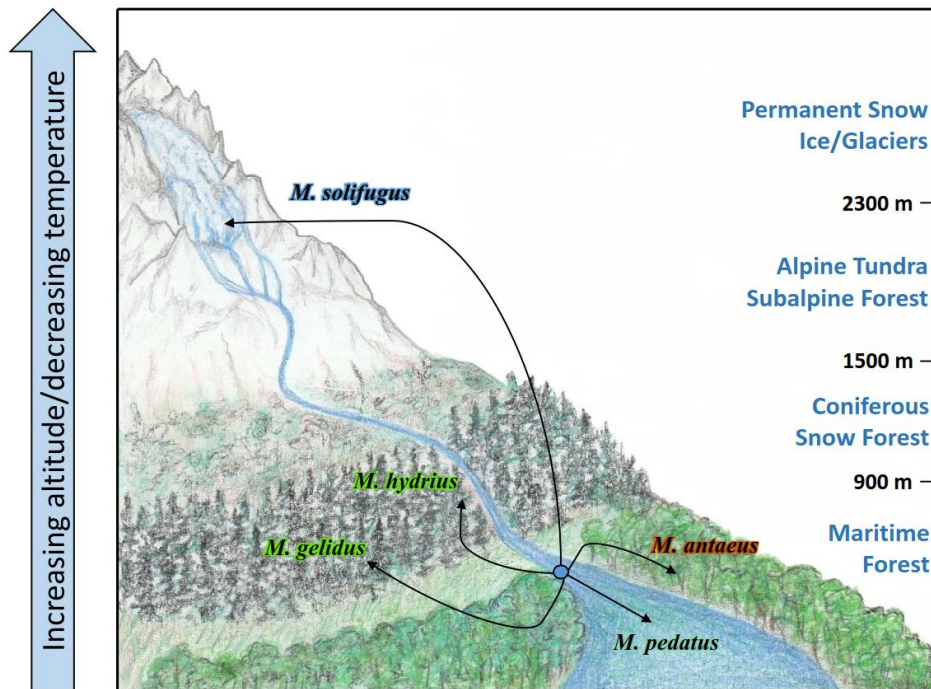 Increasing altitude/decreasing temperature
Permanent Snow
Ice/Glaciers
M. solifugus
2300 m
Alpine Tundra
Subalpine Forest
1500 m
Coniferous
Snow Forest
M. hydrius
900 m
M. gelidus
M. antaeus
Maritime
Forest
M. pedatus